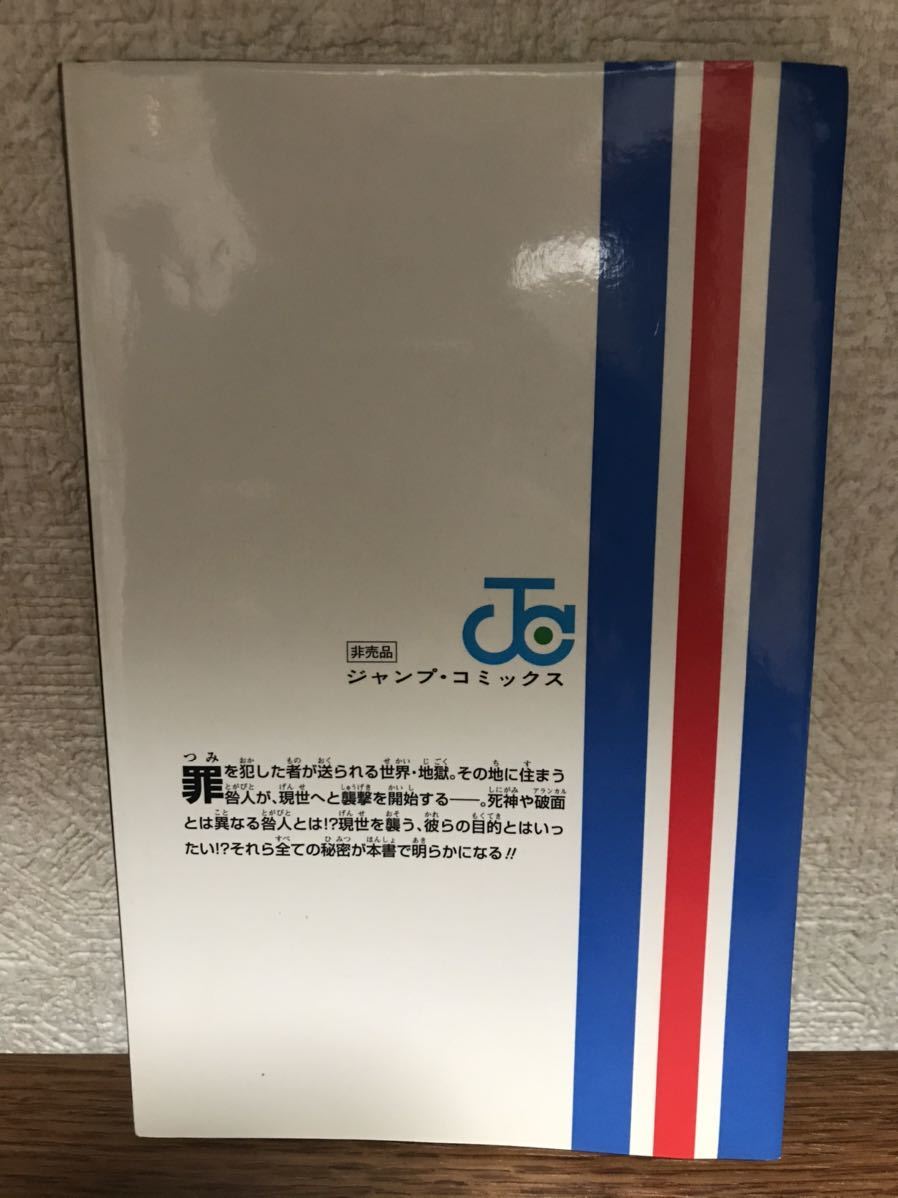 JC
非売品
ジャンプ・コミックス
罪を犯した者が送られる世界・地獄。その地に住まう
咎人が、現世へと襲撃を開始する――。死神や破面
とは異なる咎人とは!?現世を襲う、彼らの目的とはいっ
たい!?それら全ての秘密が本書で明らかになる!!